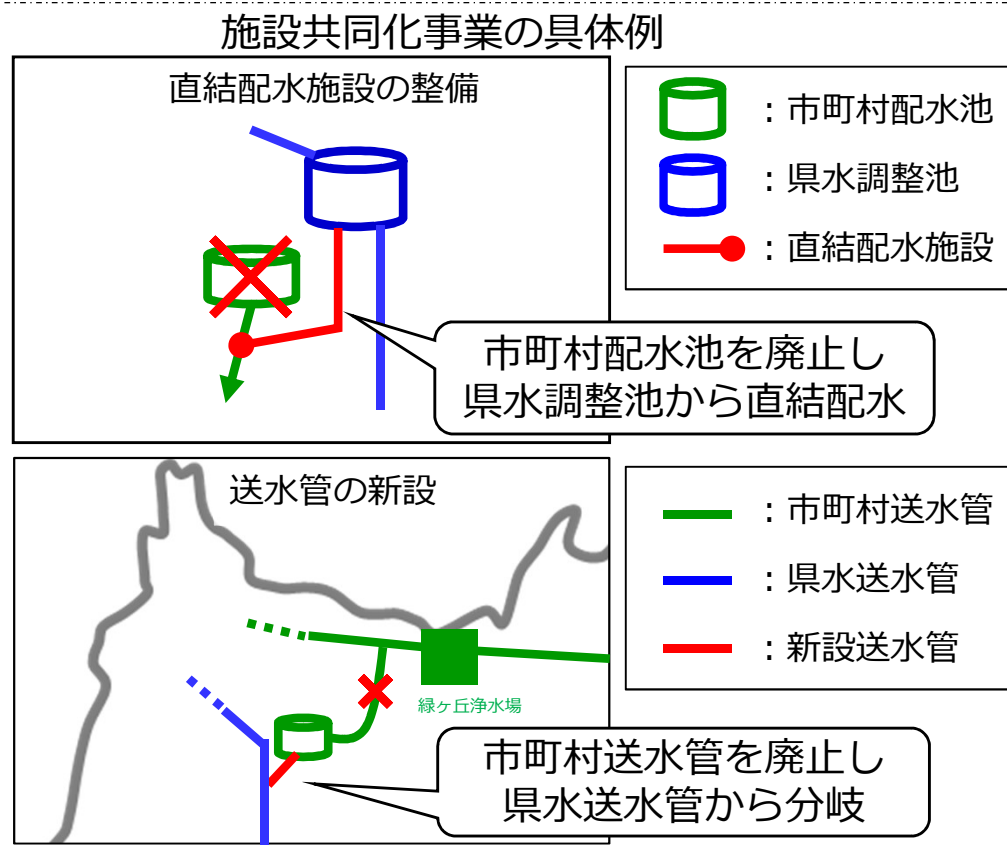 施設共同化事業の具体例
直結配水施設の整備
市町村配水池を廃止し
県水調整池から直結配水
：市町村配水池
：県水調整池
：直結配水施設
送水管の新設
緑ヶ丘浄水場
市町村送水管を廃止し
県水送水管から分岐
：市町村送水管
：県水送水管
：新設送水管